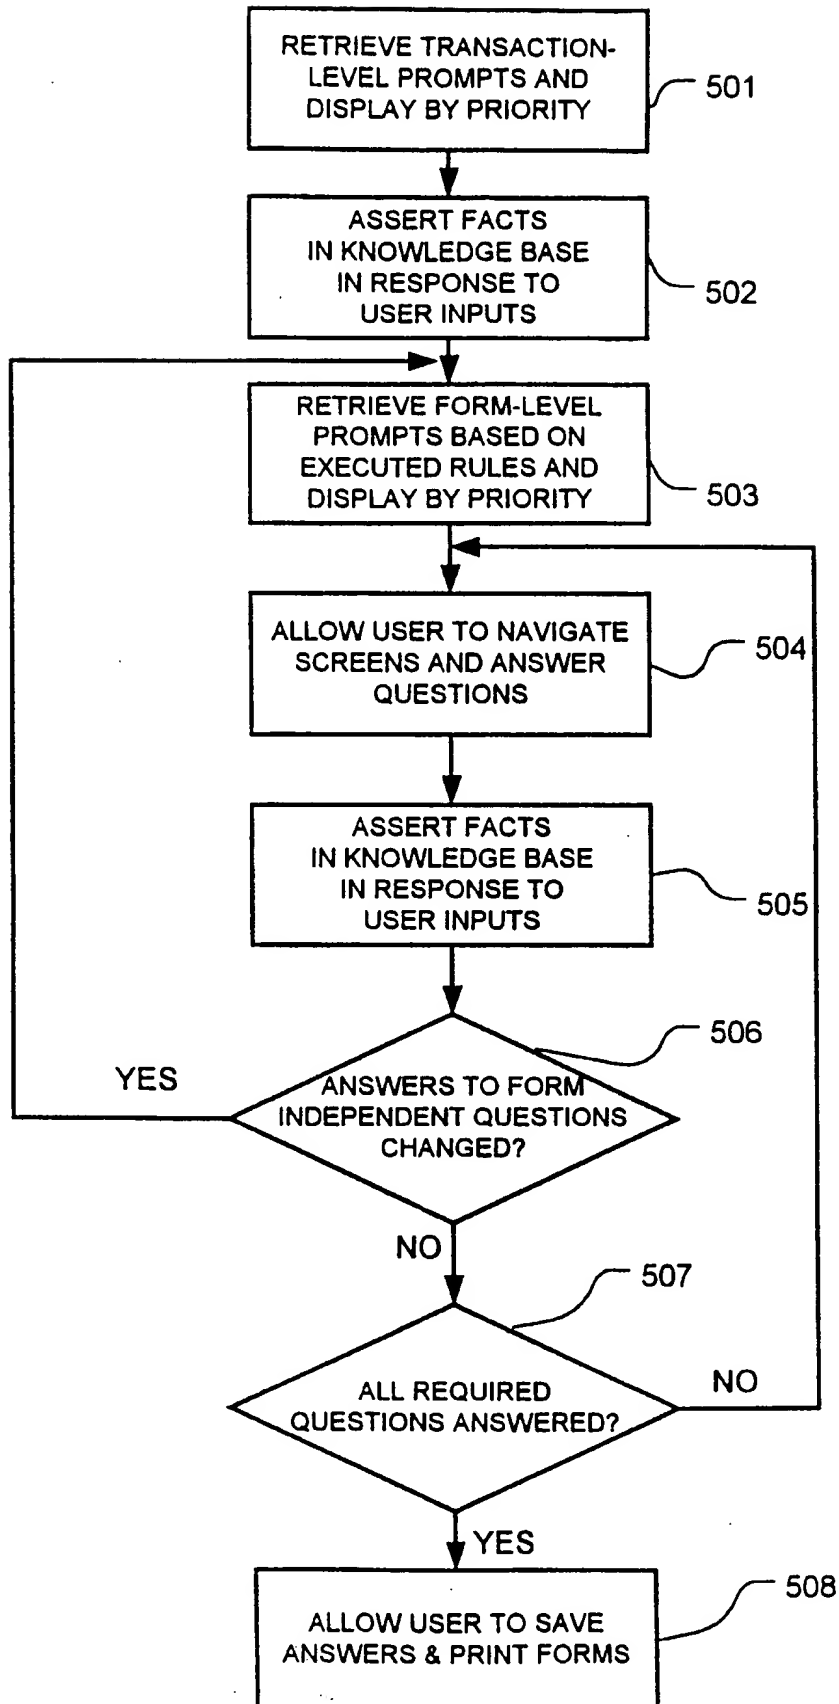 RETRIEVE TRANSACTION-
LEVEL PROMPTS AND
DISPLAY BY PRIORITY
501
ASSERT FACTS
IN KNOWLEDGE BASE
IN RESPONSE TO
USER INPUTS
502
RETRIEVE FORM-LEVEL
PROMPTS BASED ON
EXECUTED RULES AND
DISPLAY BY PRIORITY
503
ALLOW USER TO NAVIGATE
SCREENS AND ANSWER
QUESTIONS
504
ASSERT FACTS
IN KNOWLEDGE BASE
IN RESPONSE TO
USER INPUTS
505
506
YES
ANSWERS TO FORM
INDEPENDENT QUESTIONS
CHANGED?
NO
507
ALL REQUIRED
QUESTIONS ANSWERED?
NO
YES
508
ALLOW USER TO SAVE
ANSWERS & PRINT FORMS